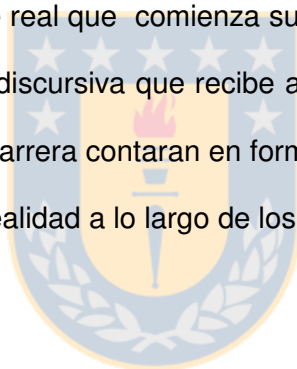 e real que comienza su
discursiva que recibe a
arrera contaran en form
ealidad a lo largo de los